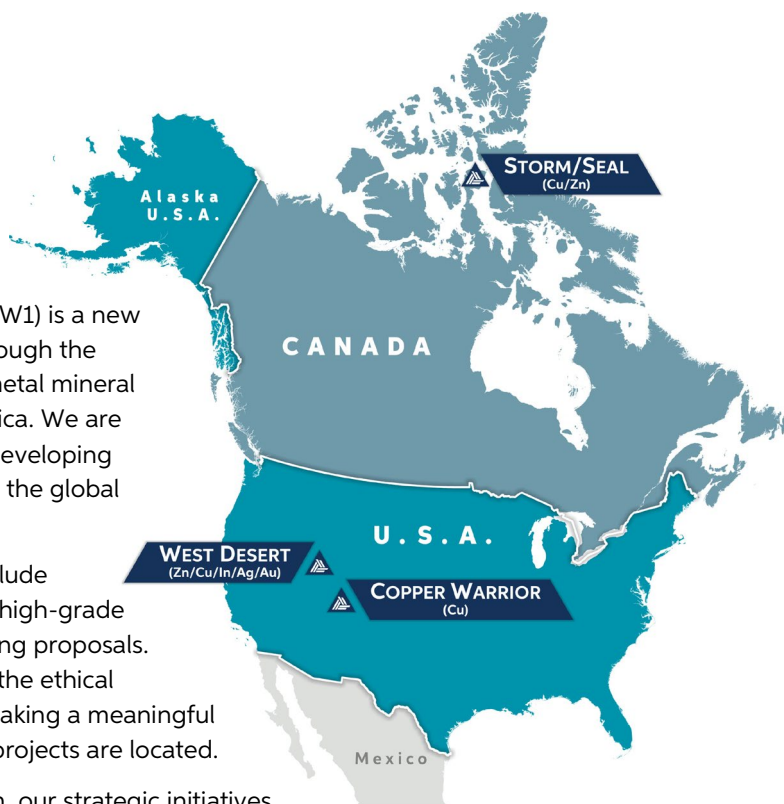 Alaska
U.S.A.
STORM/SEAL
(Cu/Zn)
CANADA
W1) is a new
ough the
netal mineral
ica. We are
developing
the global
U.S.A.
WEST DESERT
(Zn/Cu/In/Ag/Au)
COPPER WARRIOR
(Cu)
lude
high-grade
ng proposals.
the ethical
aking a meaningful
projects are located.
Mexico
, our strategic initiatives